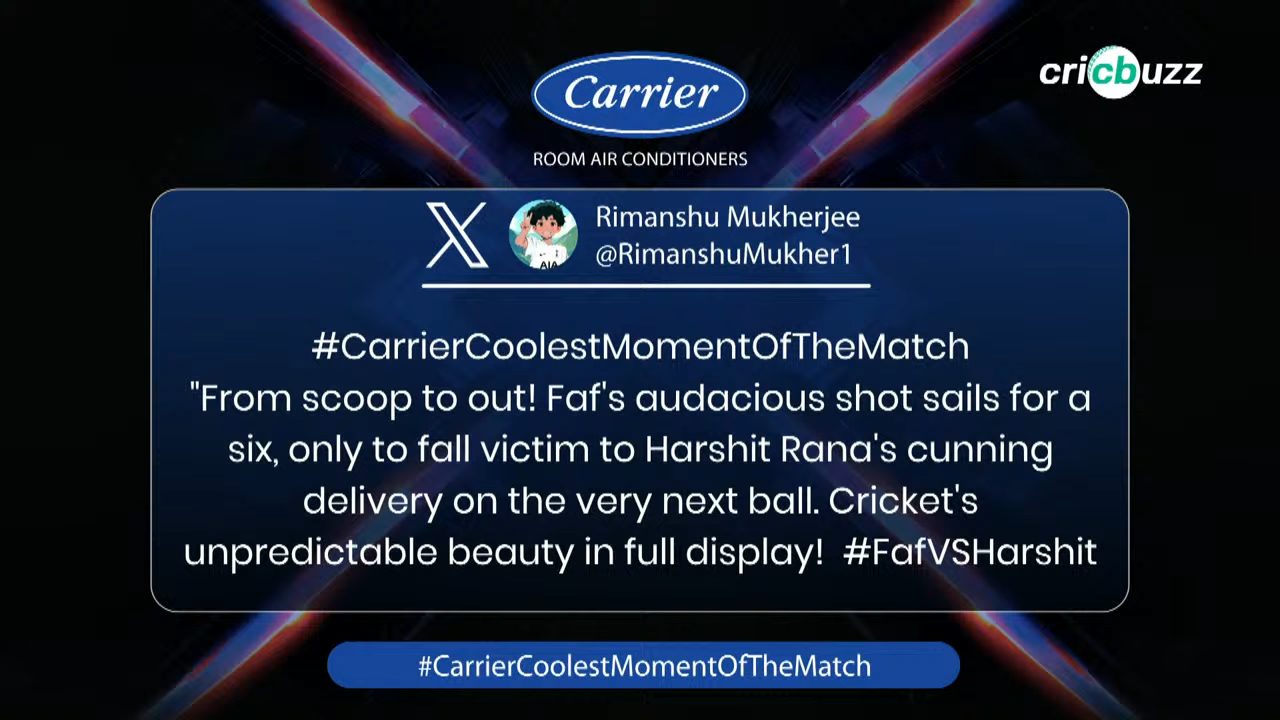 Carrier
cricbuzz
ROOM AIR CONDITIONERS
X
Rimanshu Mukherjee
@RimanshuMukher1
AIA
#CarrierCoolestMomentOfTheMatch
"From scoop to out! Faf's audacious shot sails for a
six, only to fall victim to Harshit Rana's cunning
delivery on the very next ball. Cricket's
unpredictable beauty in full display!  #FafVSHarshit
#CarrierCoolestMomentOfTheMatch